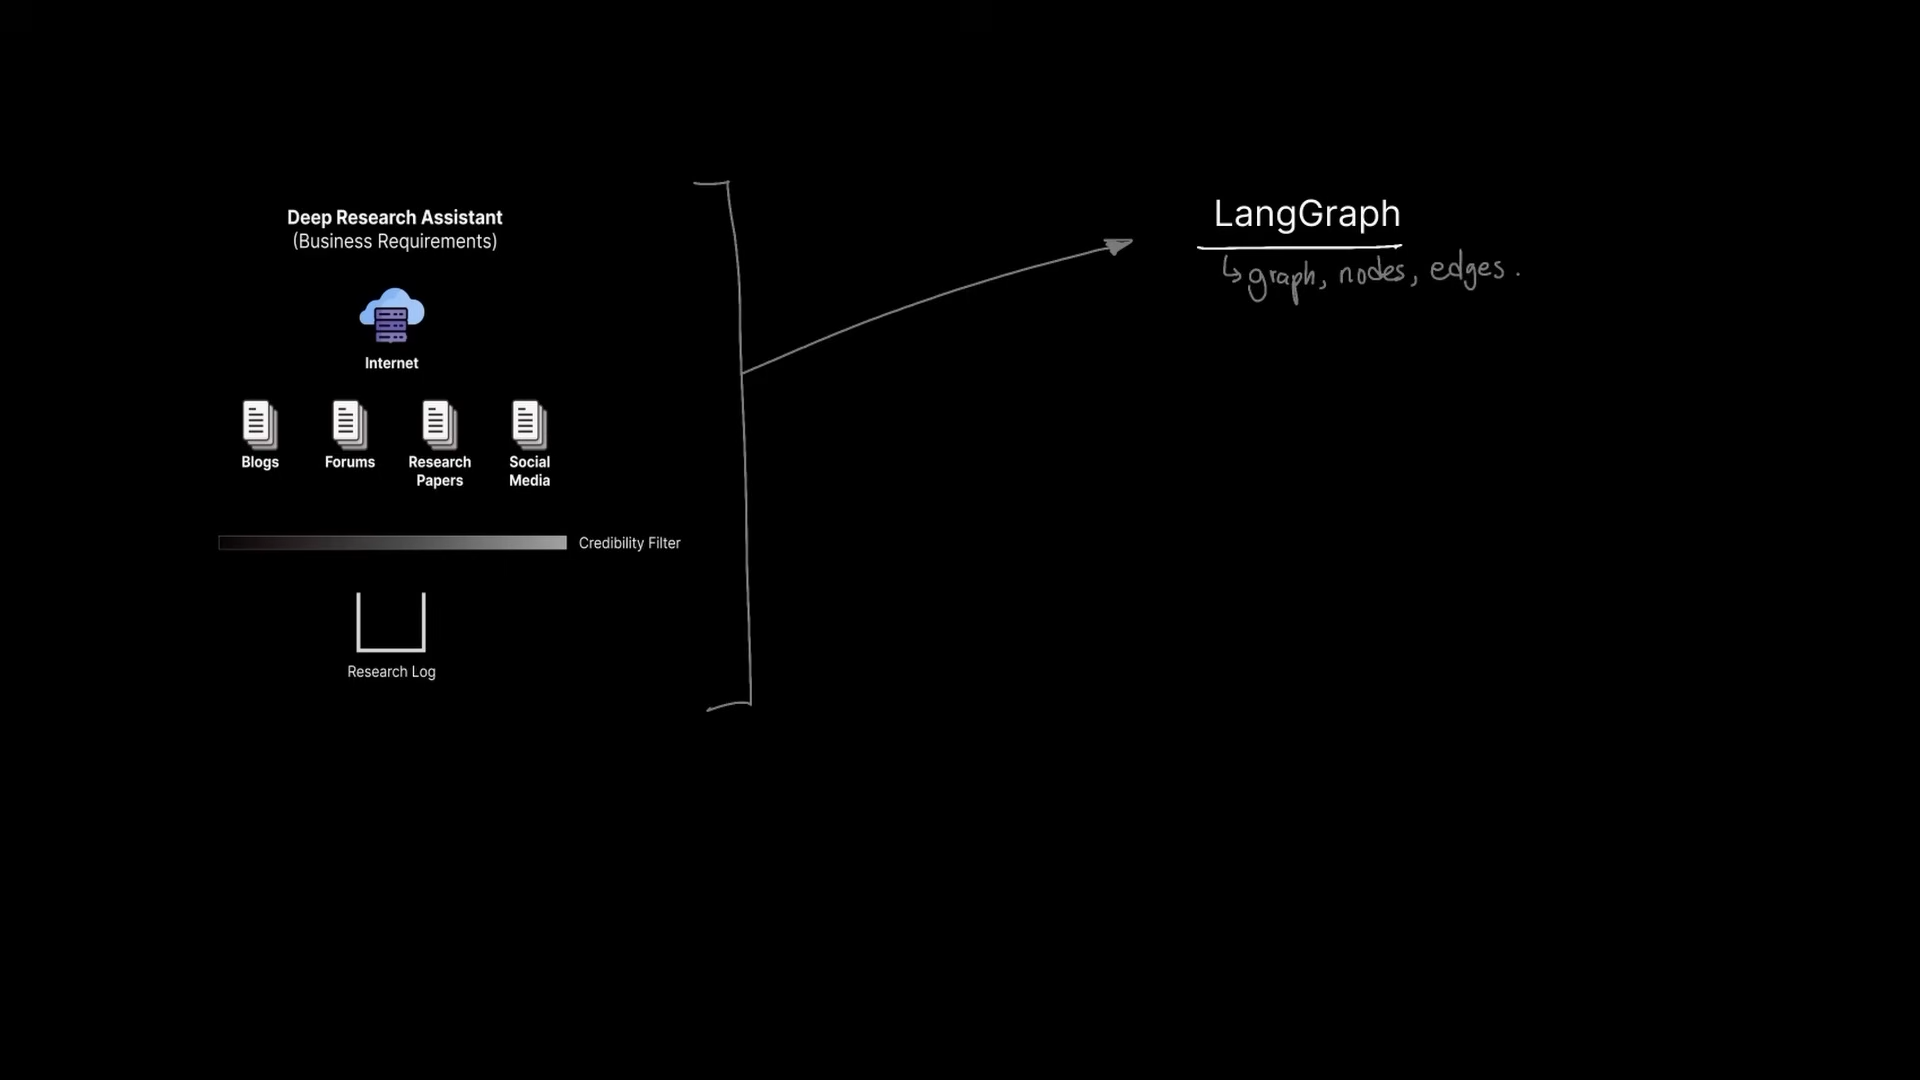 Deep Research Assistant
(Business Requirements)
Internet
Blogs
Forums
Research
Papers
Social
Media
Credibility Filter
Research Log
LangGraph
↳ graph, nodes, edges.